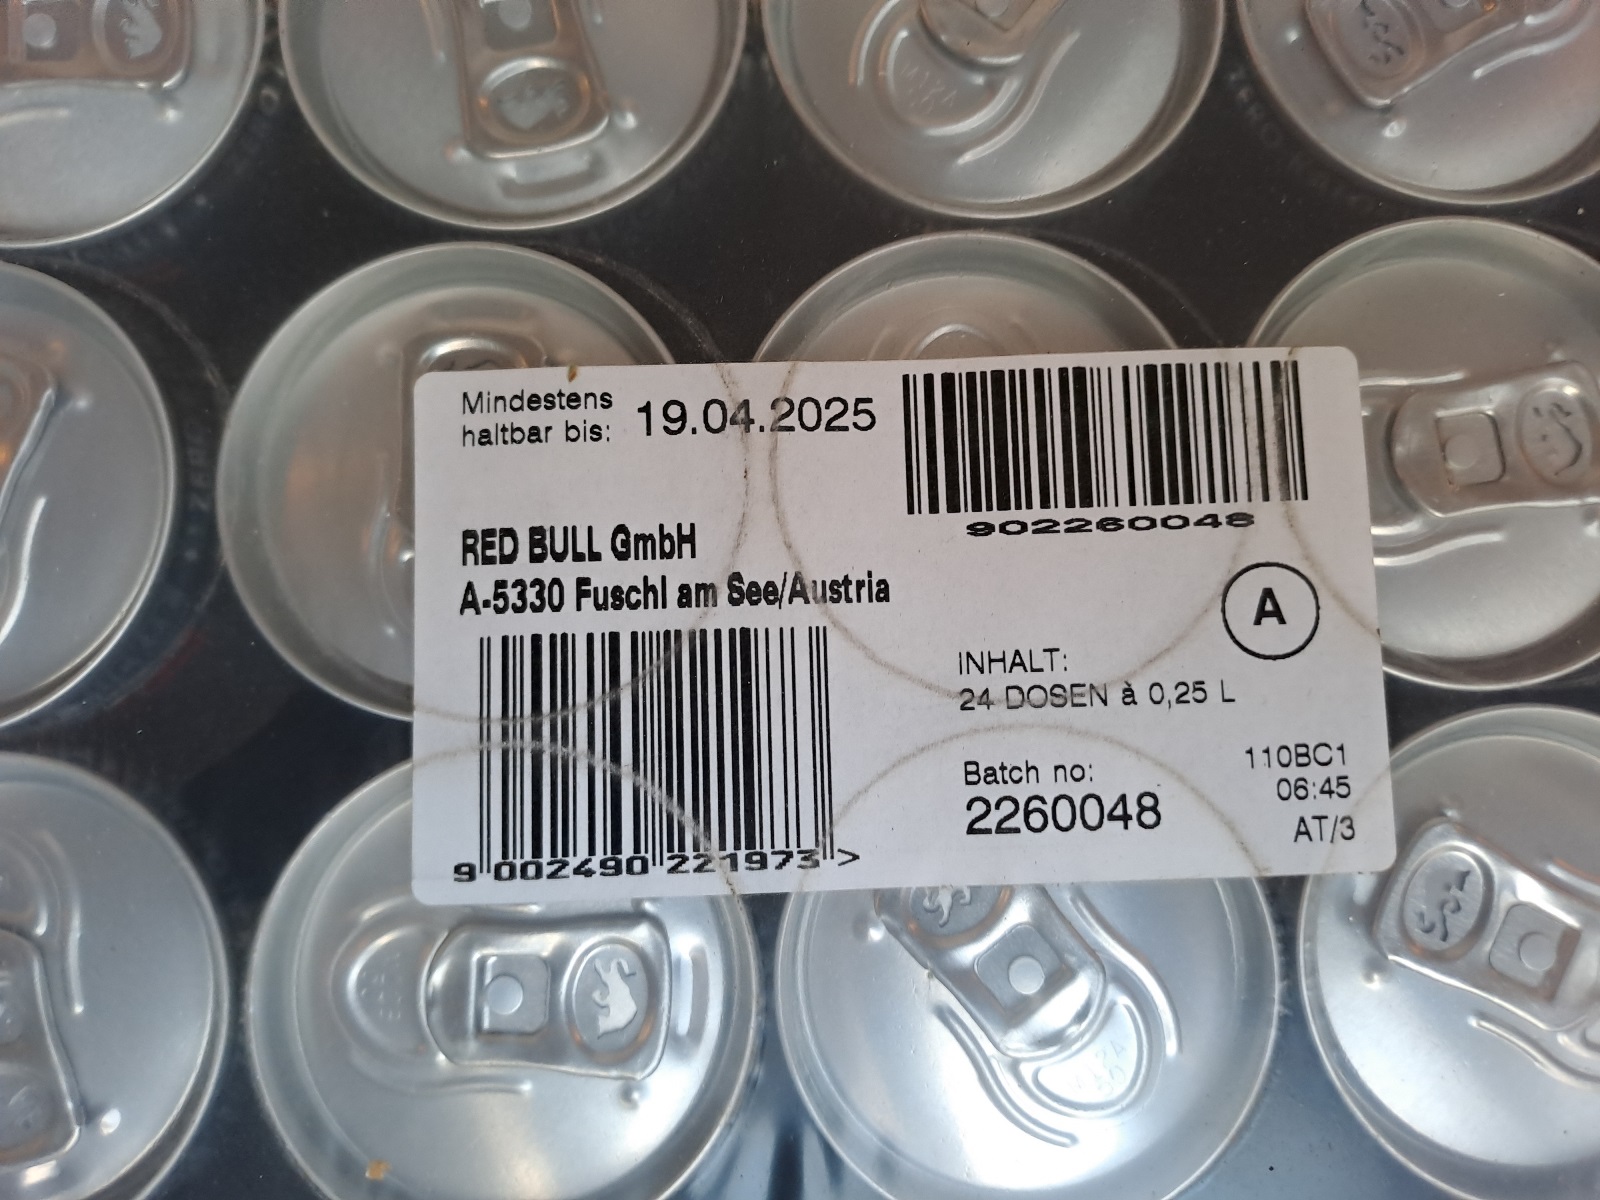 Mindestens
haltbar bis: 19.04.2025
902260048
RED BULL GmbH
A-5330 Fuschl am See/Austria
A
INHALT:
24 DOSEN à 0,25 L
Batch no:
2260048
110BC1
06:45
AT/3
9 002490 221973 >